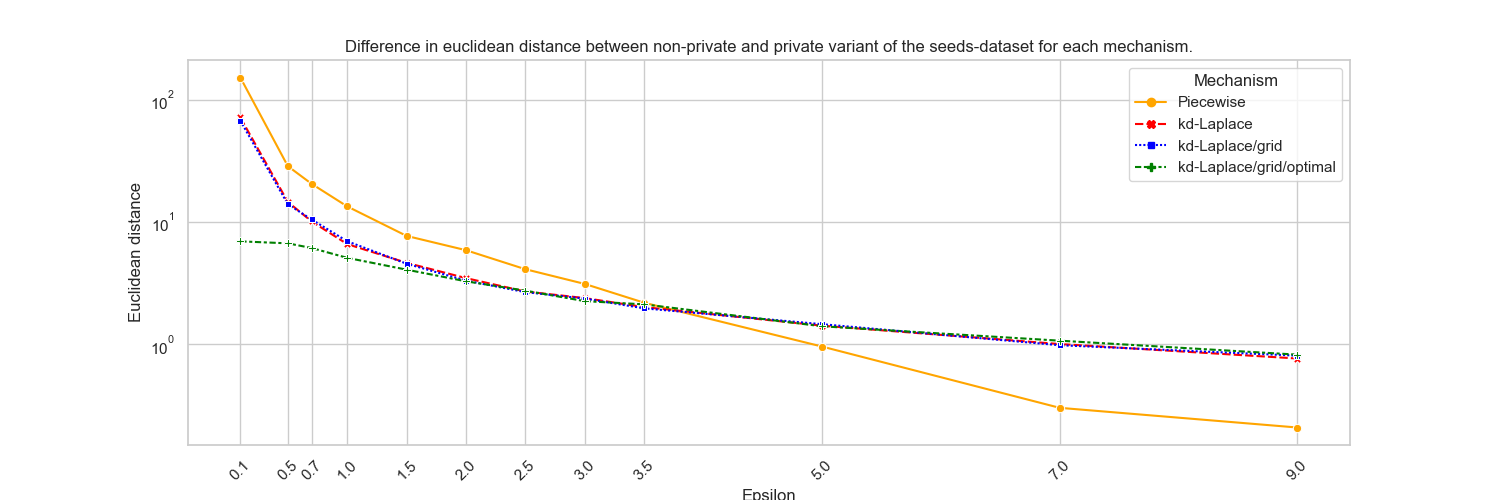 Difference in euclidean distance between non-private and private variant of the seeds-dataset for each mechanism.
Mechanism
Piecewise
kd-Laplace
kd-Laplace/grid
kd-Laplace/grid/optimal
Euclidean distance
10²
10¹
10⁰
0.1 0.5 0.7 1.0 1.5 2.0 2.5 3.0 3.5 5.0 7.0 9.0
Epsilon